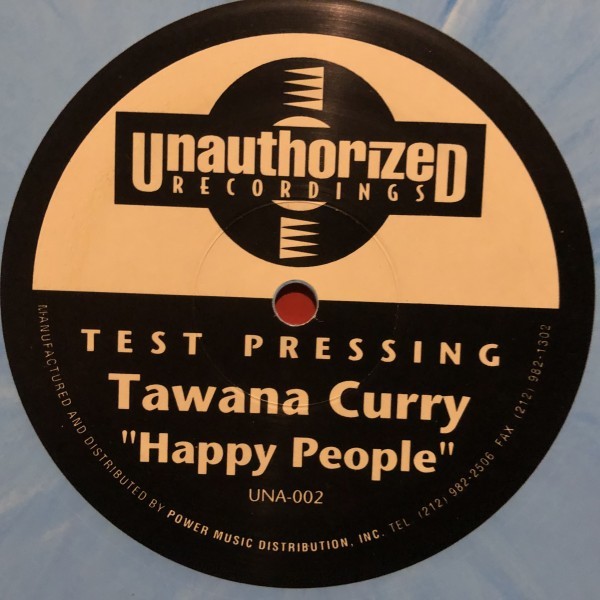 UnauthorizeD
RECORDINGS
TEST PRESSING
Tawana Curry
"Happy People"
UNA-002
MANUFACTURED AND DISTRIBUTED BY POWER MUSIC DISTRIBUTION, INC. TEL (212) 982-2506 FAX (212) 982-1302